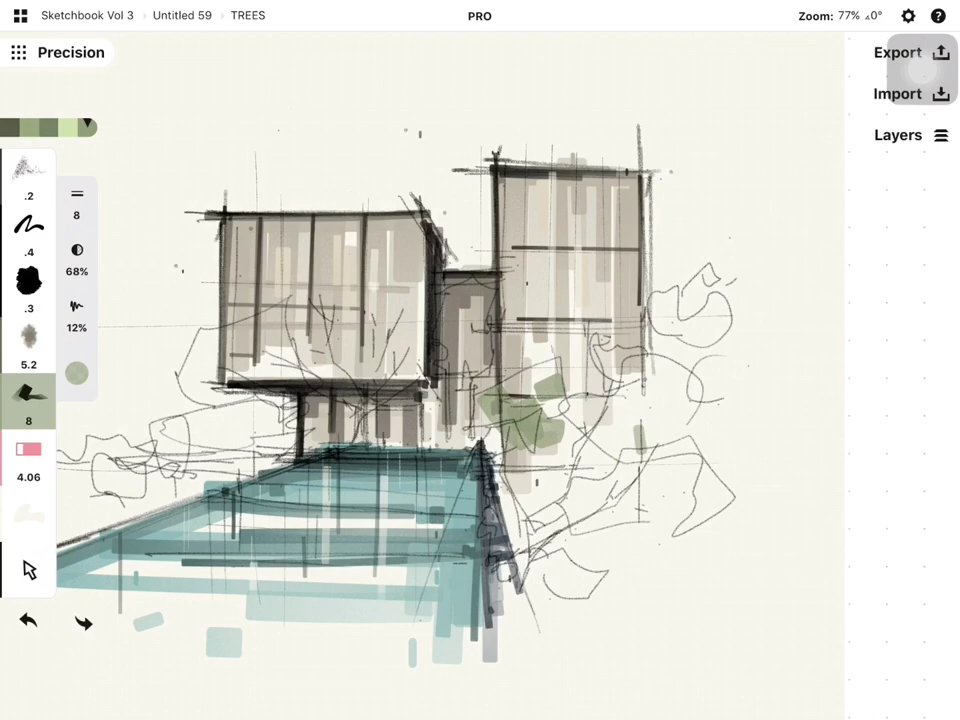 Sketchbook Vol 3 › Untitled 59 › TREES
PRO
Zoom: 77% ⊿0°
?
Precision
Export
Import
Layers
.2
.4
.3
5.2
8
4.06
8
68%
12%